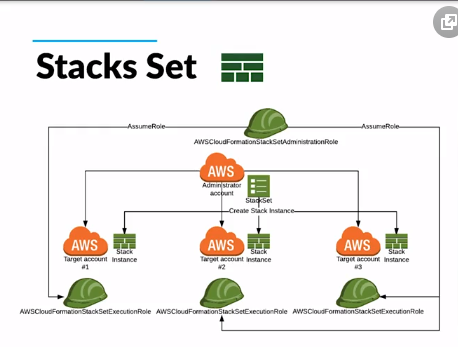 Stacks Set
AssumeRole
AssumeRole
AWSCloudFormationStackSetAdministrationRole
AWS
Administrator
account
StackSet
Create Stack Instance
AWS
Target account
#1
Stack
Instance
AWS
Target account
#2
Stack
Instance
AWS
Target account
#3
Stack
Instance
AWSCloudFormationStackSetExecutionRole
AWSCloudFormationStackSetExecutionRole
AWSCloudFormationStackSetExecutionRole